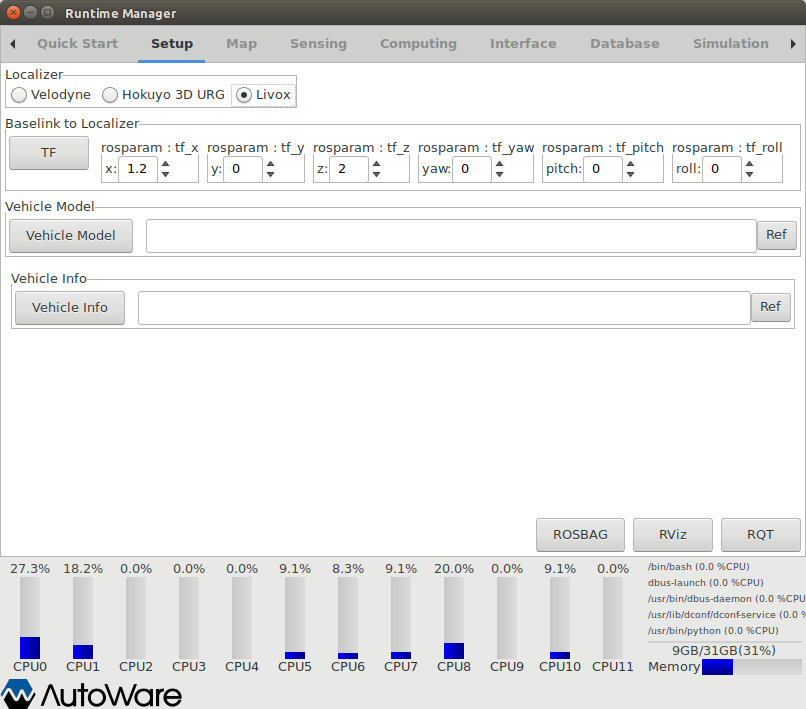 Runtime Manager
Quick Start Setup Map Sensing Computing Interface Database Simulation
Localizer
Velodyne Hokuyo 3D URG Livox
Baselink to Localizer
TF
rosparam : tf_x rosparam : tf_y rosparam : tf_z rosparam : tf_yaw rosparam : tf_pitch rosparam : tf_roll
x: 1.2 y: 0 z: 2 yaw: 0 pitch: 0 roll: 0
Vehicle Model
Vehicle Model Ref
Vehicle Info
Vehicle Info Ref
ROSBAG RViz RQT
27.3% 18.2% 0.0% 0.0% 0.0% 9.1% 8.3% 9.1% 20.0% 0.0% 9.1% 0.0%
CPU0 CPU1 CPU2 CPU3 CPU4 CPU5 CPU6 CPU7 CPU8 CPU9 CPU10 CPU11
/bin/bash (0.0 %CPU)
dbus-launch (0.0 %CPU)
/usr/bin/dbus-daemon (0.0 %CPU
/usr/lib/dconf/dconf-service (0.0 %
/usr/bin/python (0.0 %CPU)
9GB/31GB(31%)
Memory
AutoWare